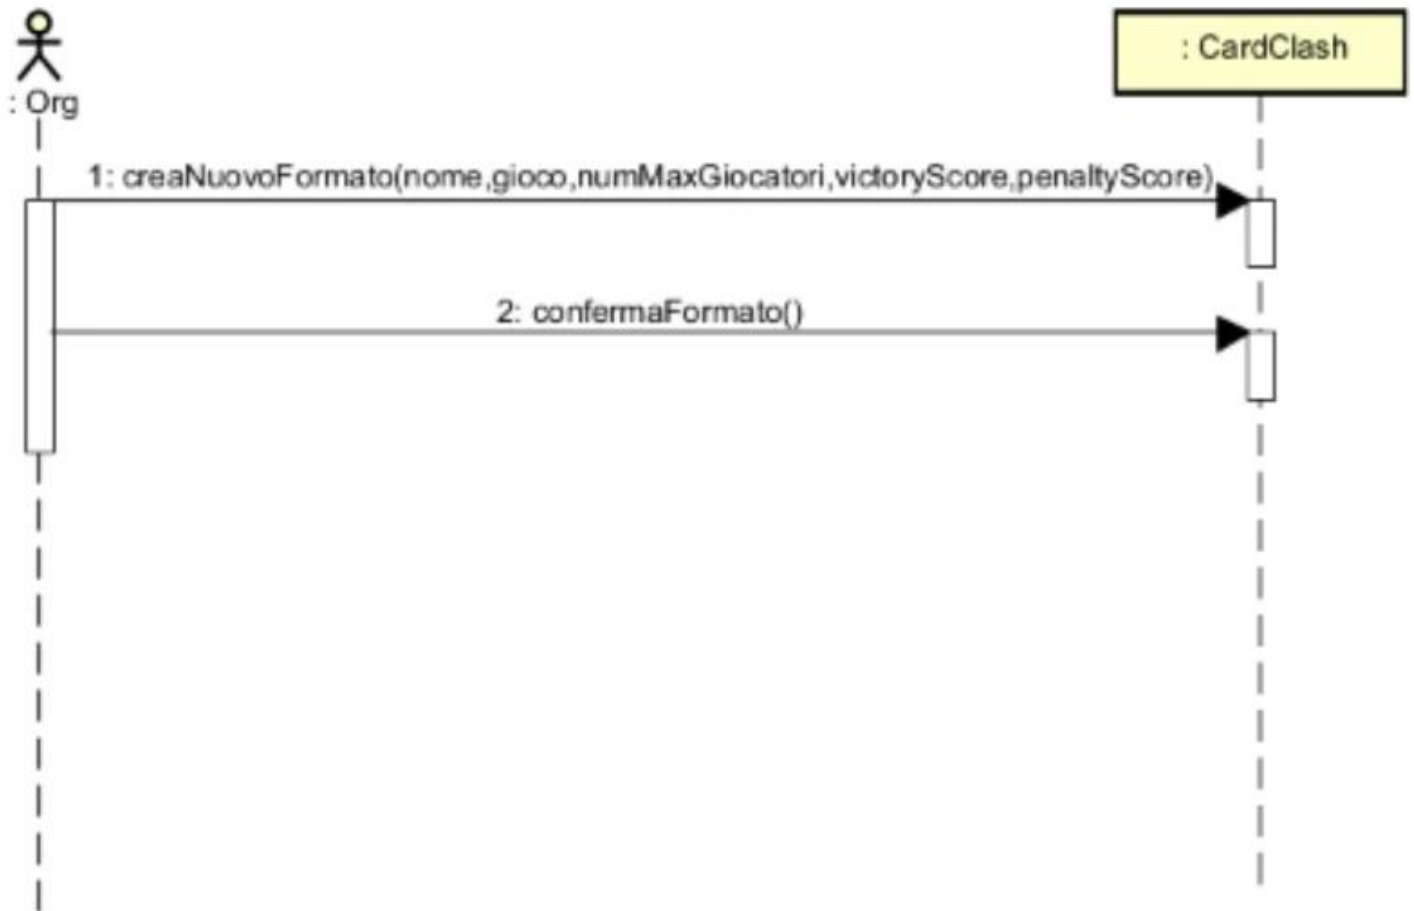 : Org
: CardClash
1: creaNuovoFormato(nome,gioco,numMaxGiocatori,victoryScore,penaltyScore)
2: confermaFormato()